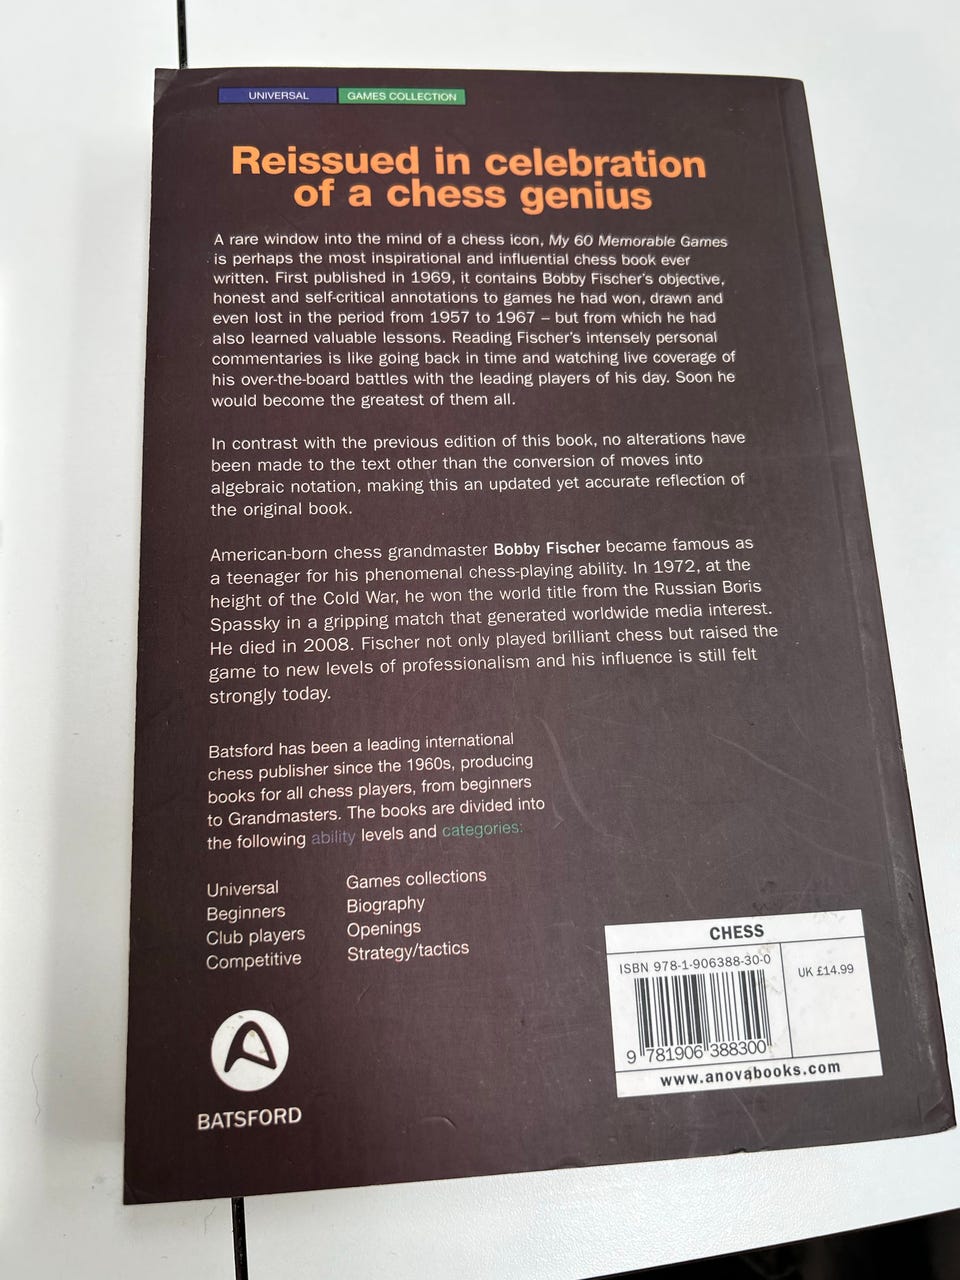 UNIVERSAL GAMES COLLECTION
Reissued in celebration
of a chess genius
A rare window into the mind of a chess icon, My 60 Memorable Games
is perhaps the most inspirational and influential chess book ever
written. First published in 1969, it contains Bobby Fischer's objective,
honest and self-critical annotations to games he had won, drawn and
even lost in the period from 1957 to 1967 – but from which he had
also learned valuable lessons. Reading Fischer's intensely personal
commentaries is like going back in time and watching live coverage of
his over-the-board battles with the leading players of his day. Soon he
would become the greatest of them all.
In contrast with the previous edition of this book, no alterations have
been made to the text other than the conversion of moves into
algebraic notation, making this an updated yet accurate reflection of
the original book.
American-born chess grandmaster Bobby Fischer became famous as
a teenager for his phenomenal chess-playing ability. In 1972, at the
height of the Cold War, he won the world title from the Russian Boris
Spassky in a gripping match that generated worldwide media interest.
He died in 2008. Fischer not only played brilliant chess but raised the
game to new levels of professionalism and his influence is still felt
strongly today.
Batsford has been a leading international
chess publisher since the 1960s, producing
books for all chess players, from beginners
to Grandmasters. The books are divided into
the following ability levels and categories:
Universal Games collections
Beginners Biography
Club players Openings
Competitive Strategy/tactics
BATSFORD
CHESS
ISBN 978-1-906388-30-0
UK £14.99
9 781906 388300
www.anovabooks.com